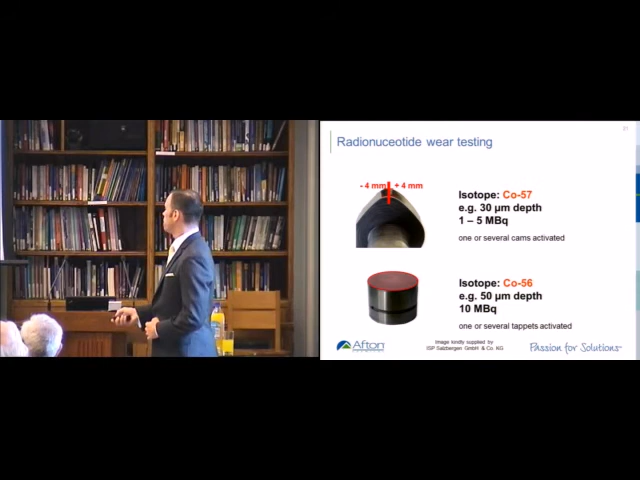 Radionuceotide wear testing
- 4 mm + 4 mm
Isotope: Co-57
e.g. 30 µm depth
1 – 5 MBq
one or several cams activated
Isotope: Co-56
e.g. 50 µm depth
10 MBq
one or several tappets activated
Image kindly supplied by
ISP Salzbergen GmbH & Co. KG
Afton
Passion for Solutions